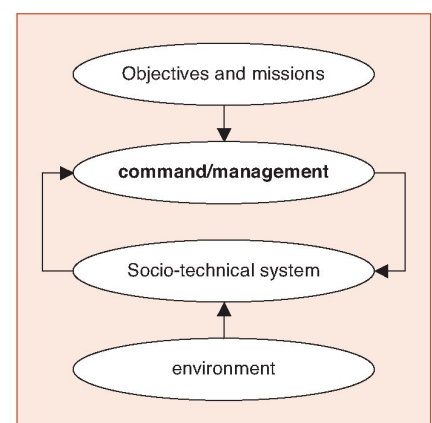 Objectives and missions
command/management
Socio-technical system
environment